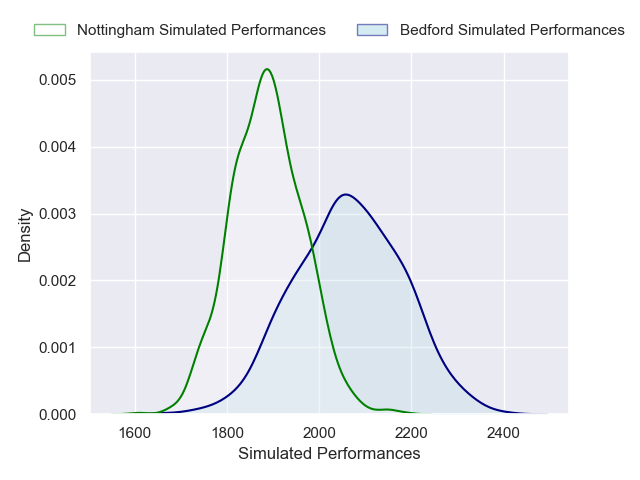 Nottingham Simulated Performances
Bedford Simulated Performances
0.005
0.004
0.003
0.002
0.001
0.000
Density
1600
1800
2000
2200
2400
Simulated Performances